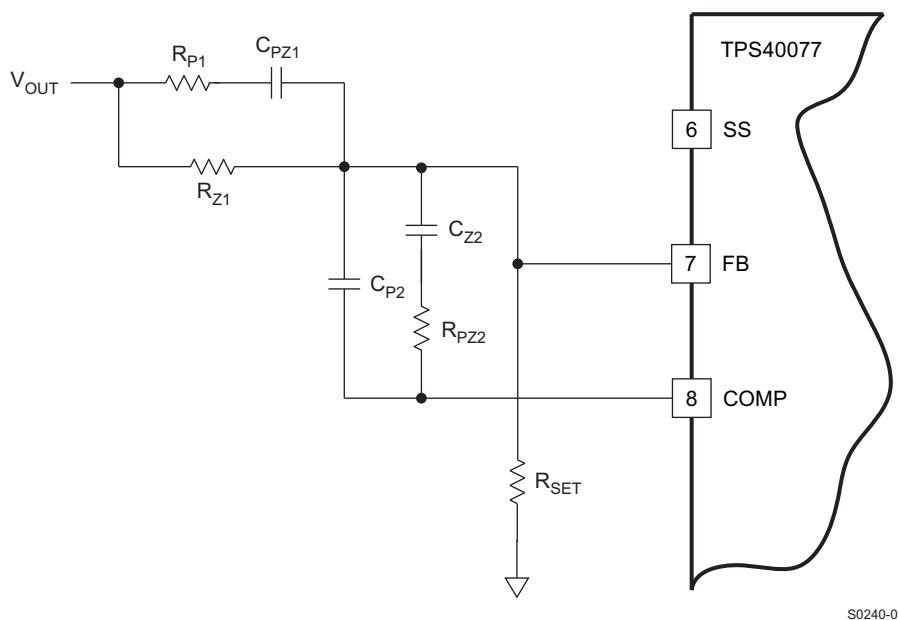 TPS40077
R_P1
C_PZ1
V_OUT
6 SS
R_Z1
C_Z2
7 FB
C_P2
R_PZ2
8 COMP
R_SET
S0240-0